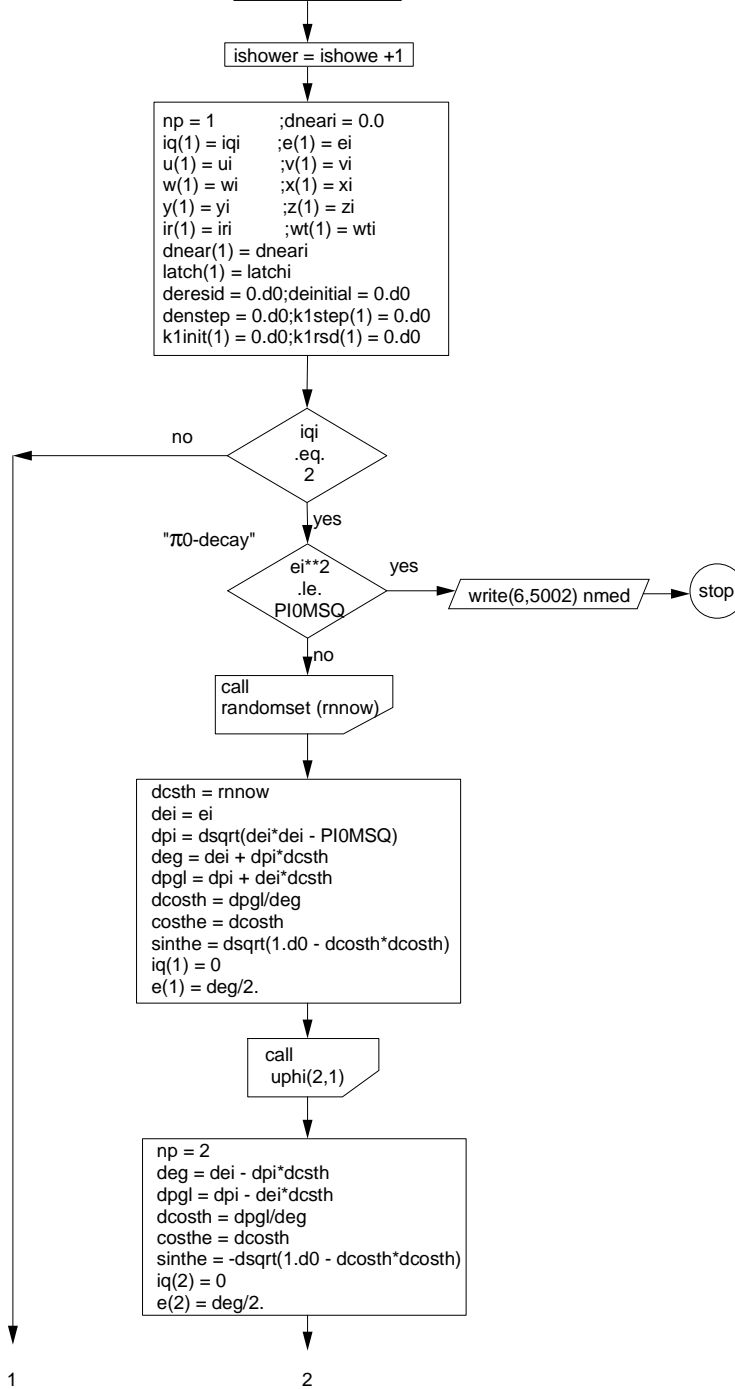 ishower = ishowe +1
np = 1 ;dneari = 0.0
iq(1) = iqi ;e(1) = ei
u(1) = ui ;v(1) = vi
w(1) = wi ;x(1) = xi
y(1) = yi ;z(1) = zi
ir(1) = iri ;wt(1) = wti
dnear(1) = dneari
latch(1) = latchi
deresid = 0.d0;deinitial = 0.d0
denstep = 0.d0;k1step(1) = 0.d0
k1init(1) = 0.d0;k1rsd(1) = 0.d0
iqi
.eq.
2
no
yes
"π0-decay"
ei**2
.le.
PI0MSQ
yes
write(6,5002) nmed
stop
no
call
randomset (rnnow)
dcsth = rnnow
dei = ei
dpi = dsqrt(dei*dei - PI0MSQ)
deg = dei + dpi*dcsth
dpgl = dpi + dei*dcsth
dcosth = dpgl/deg
costhe = dcosth
sinthe = dsqrt(1.d0 - dcosth*dcosth)
iq(1) = 0
e(1) = deg/2.
call
uphi(2,1)
np = 2
deg = dei - dpi*dcsth
dpgl = dpi - dei*dcsth
dcosth = dpgl/deg
costhe = dcosth
sinthe = -dsqrt(1.d0 - dcosth*dcosth)
iq(2) = 0
e(2) = deg/2.
1
2